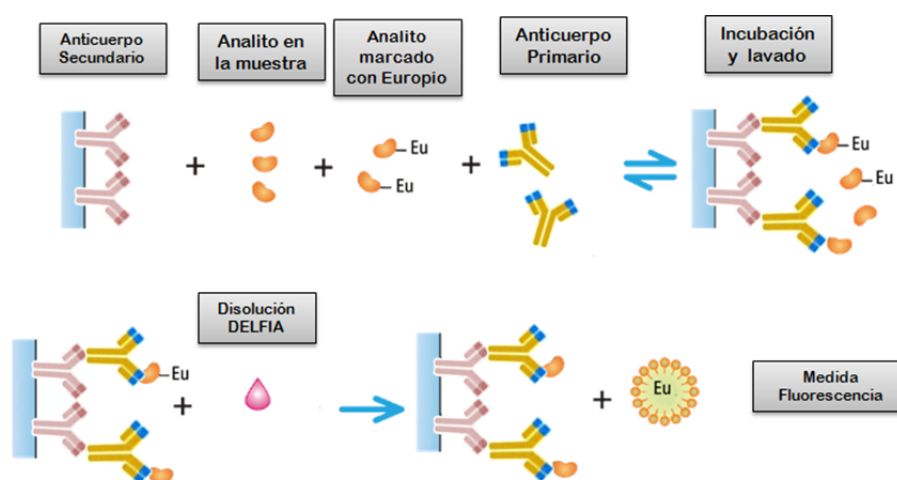 Anticuerpo
Secundario
Analito en
la muestra
Analito
marcado
con Europio
Anticuerpo
Primario
Incubación
y lavado
+
+
Eu
Eu
+
Eu
Eu
Eu
+
Disolución
DELFIA
+
Eu
Medida
Fluorescencia